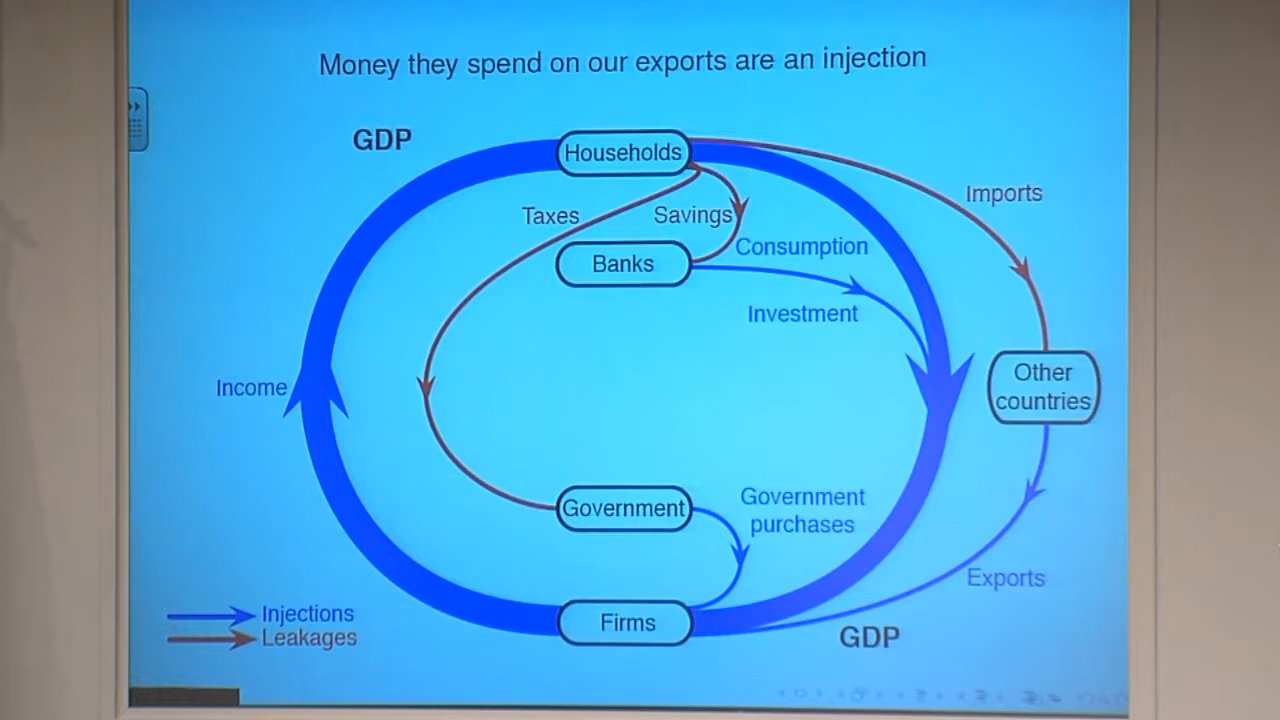 Money they spend on our exports are an injection
GDP
Households
Imports
Taxes
Savings
Consumption
Banks
Investment
Income
Other
countries
Government
Government
purchases
Exports
Injections
Firms
Leakages
GDP